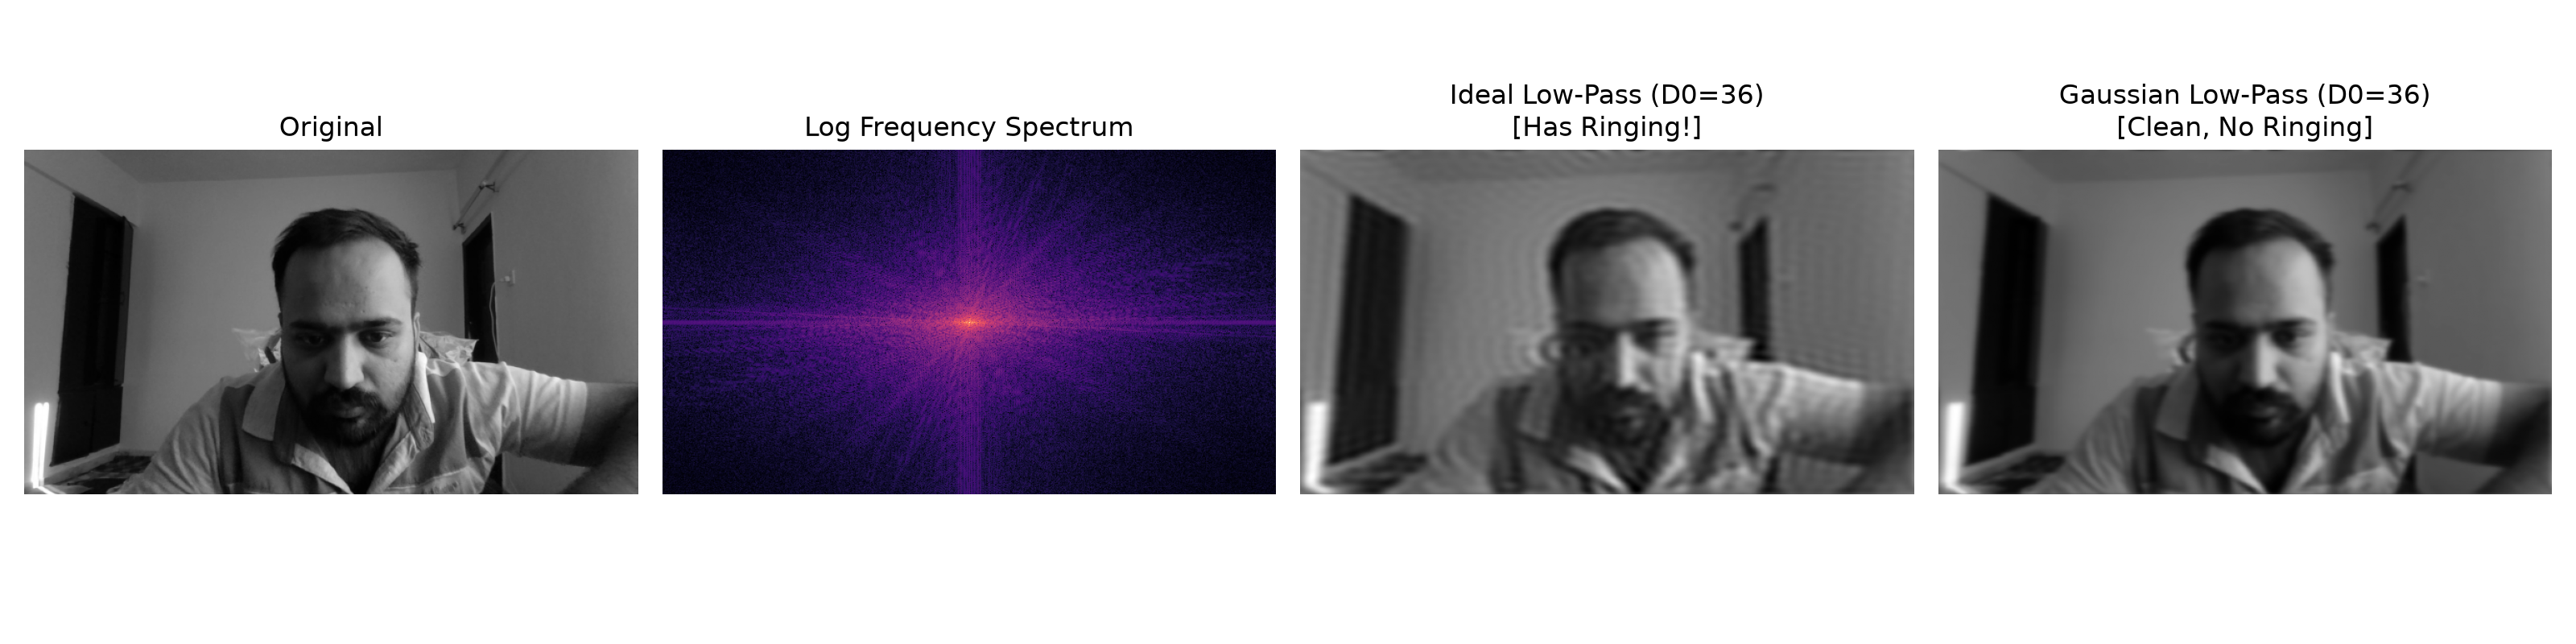 Original
Log Frequency Spectrum
Ideal Low-Pass (D0=36)
[Has Ringing!]
Gaussian Low-Pass (D0=36)
[Clean, No Ringing]